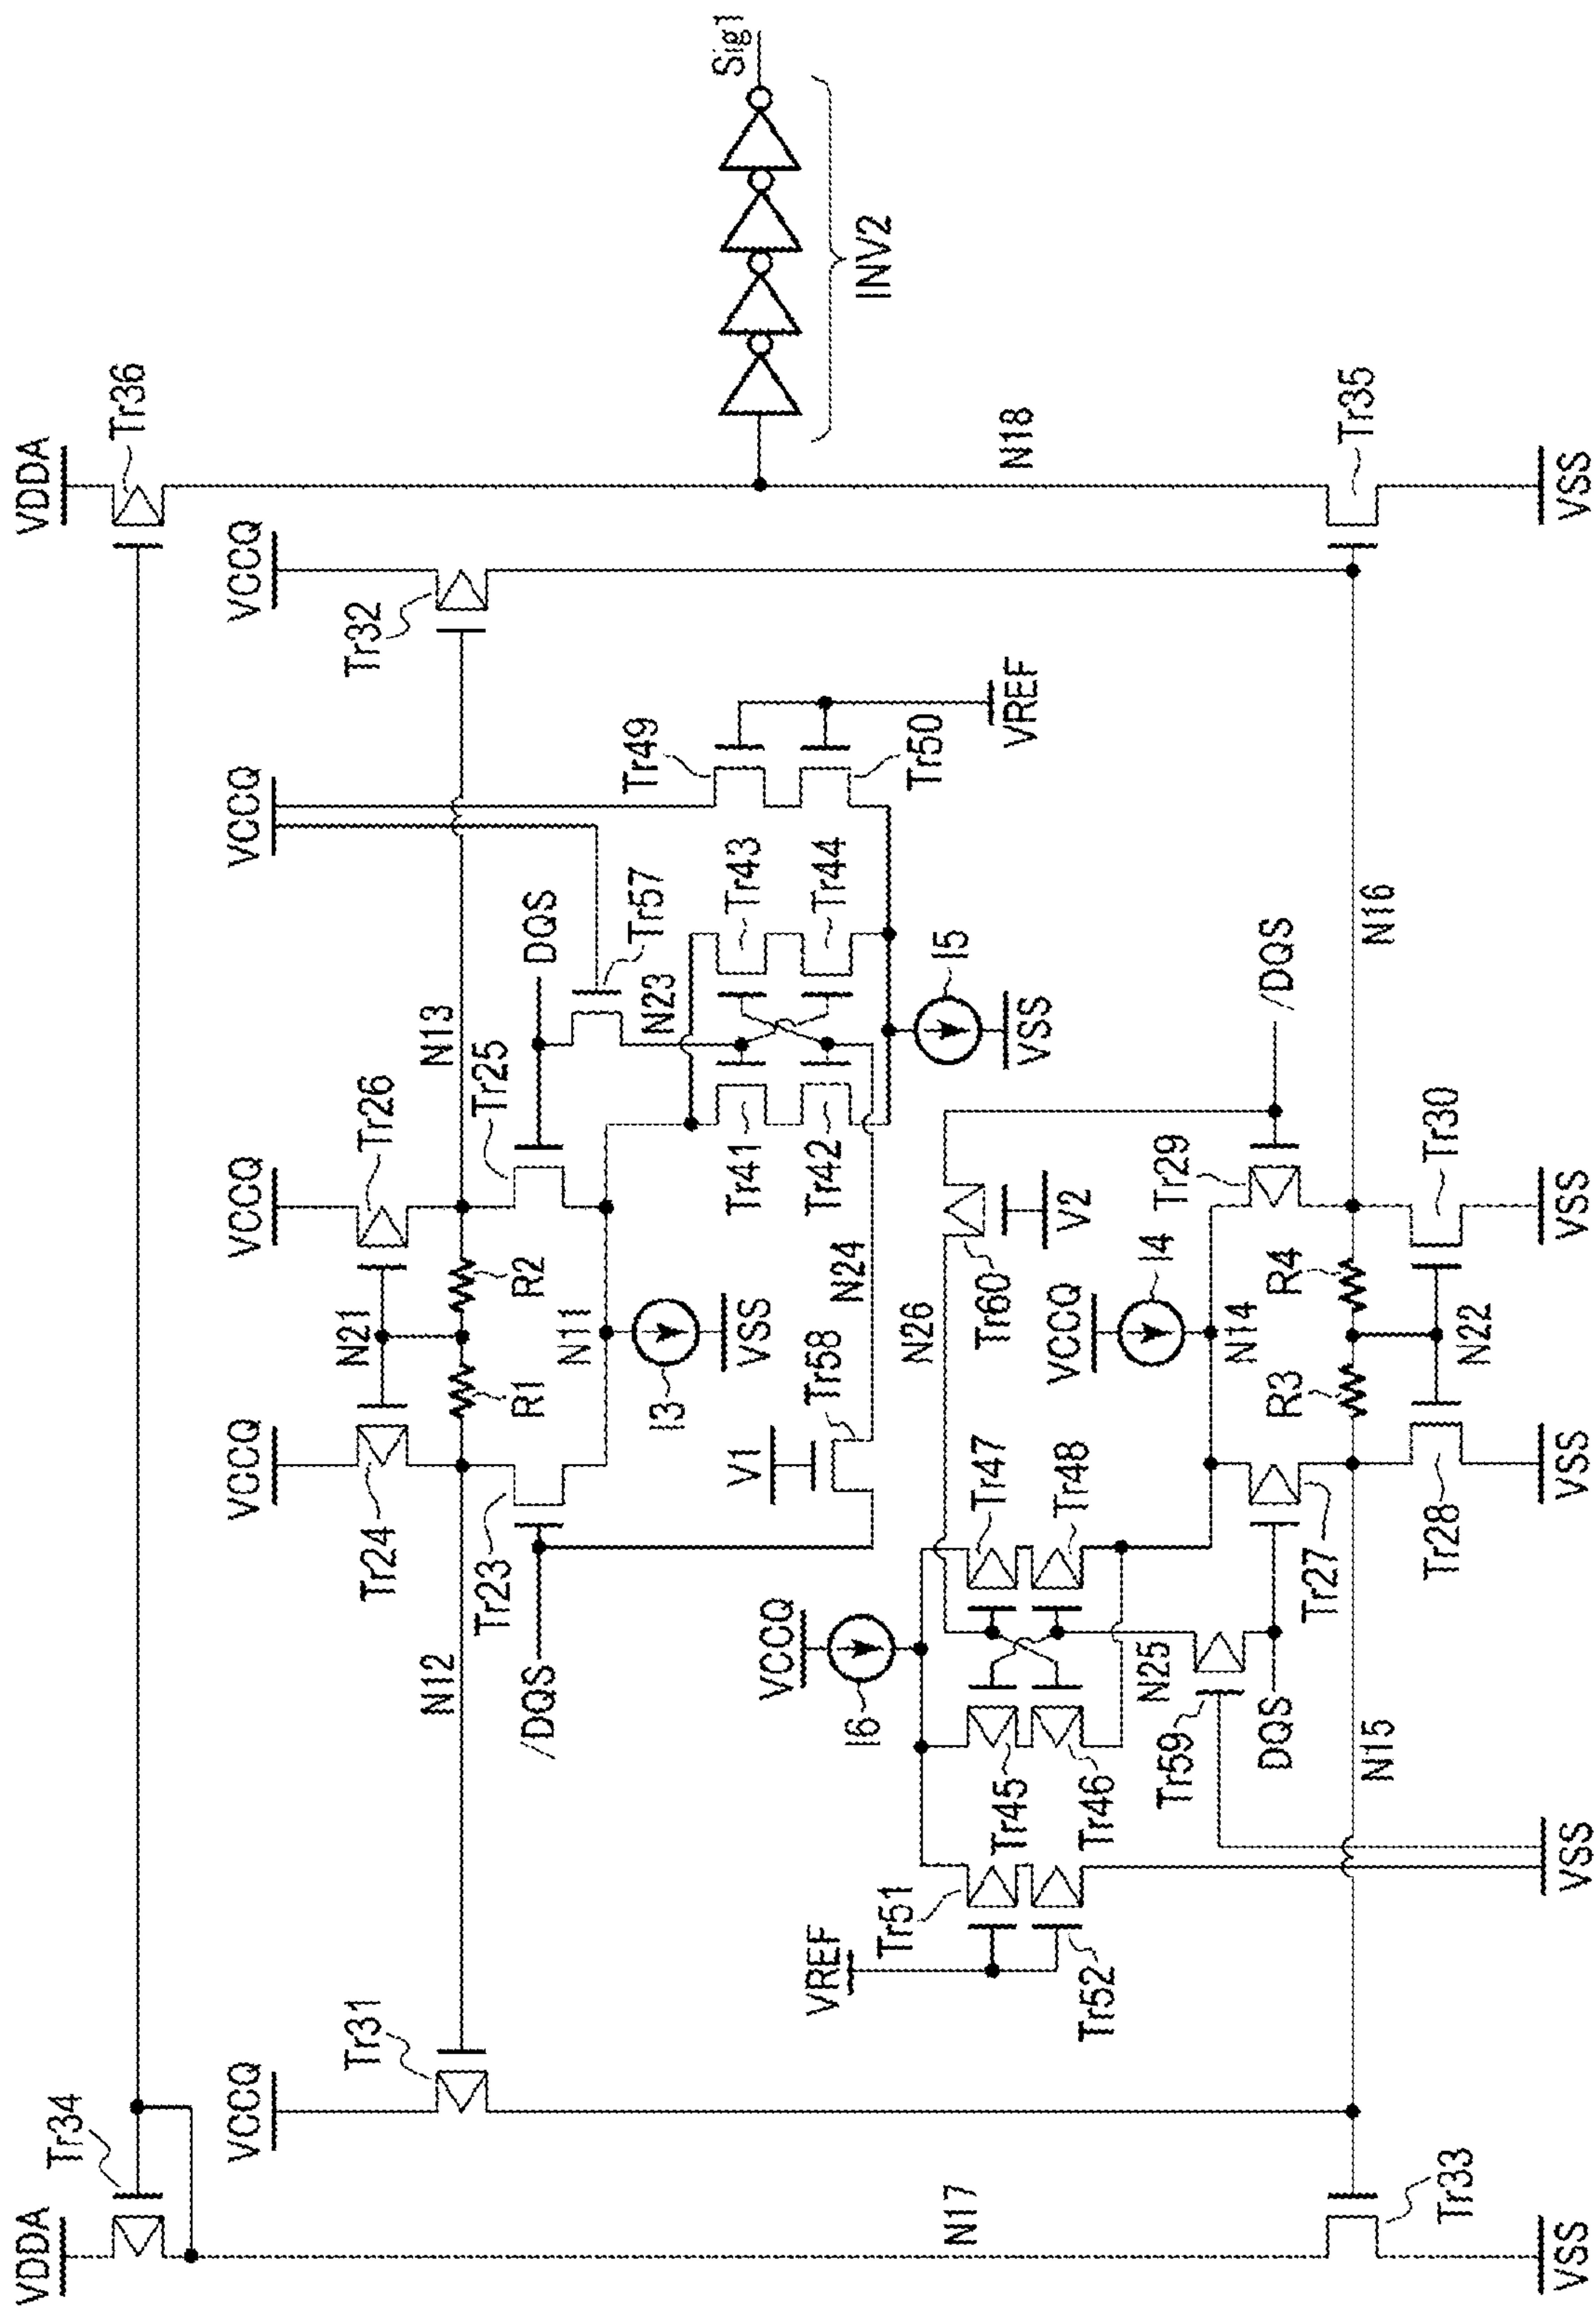 VDDA
Tr34
VDDA
Tr36
VCCQ
VCCQ
VCCQ
VCCQ
VCCQ
Tr31
Tr24
N21
Tr26
Tr32
N12
R1
R2
N13
Tr23
Tr25
/DQS
DQS
N11
Tr57
N23
I3
VSS
V1
Tr58
N24
Tr41
Tr42
Tr43
Tr44
Tr49
Tr50
VREF
I5
VSS
Sig1
INV2
VREF
VCCQ
I6
N26
Tr47
Tr48
Tr60
V2
Tr51
Tr52
Tr45
Tr46
VCCQ
I4
N14
N25
Tr59
DQS
Tr27
Tr29
/DQS
N17
N15
R3
R4
N16
N18
Tr33
Tr28
N22
Tr30
Tr35
VSS
VSS
VSS
VSS
VSS